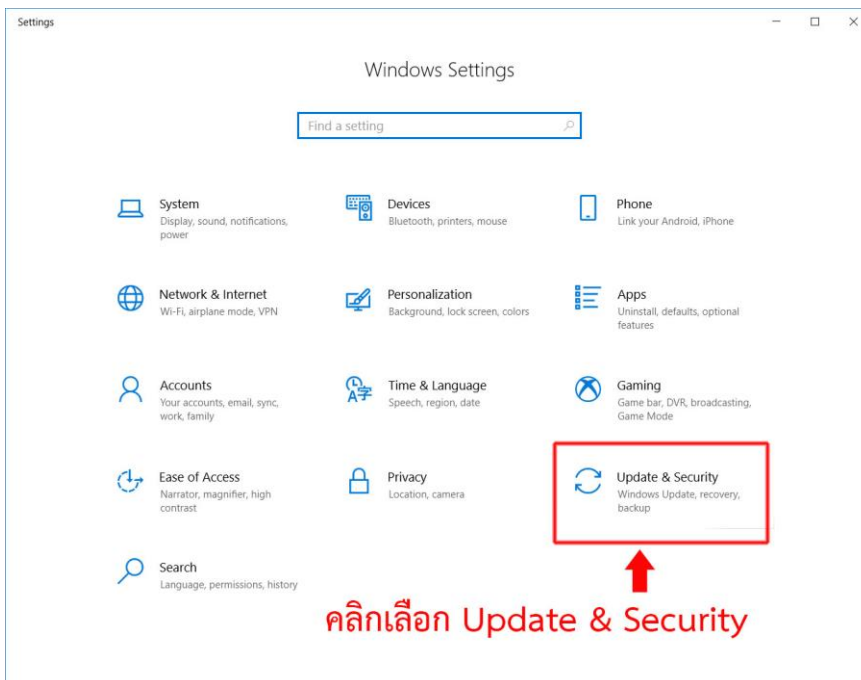 Settings
Windows Settings
Find a setting
System
Display, sound, notifications,
power
Devices
Bluetooth, printers, mouse
Phone
Link your Android, iPhone
Network & Internet
Wi-Fi, airplane mode, VPN
Personalization
Background, lock screen, colors
Apps
Uninstall, defaults, optional
features
Accounts
Your accounts, email, sync,
work, family
Time & Language
Speech, region, date
Gaming
Game bar, DVR, broadcasting,
Game Mode
Ease of Access
Narrator, magnifier, high
contrast
Privacy
Location, camera
Update & Security
Windows Update, recovery,
backup
Search
Language, permissions, history
คลิกเลือก Update & Security